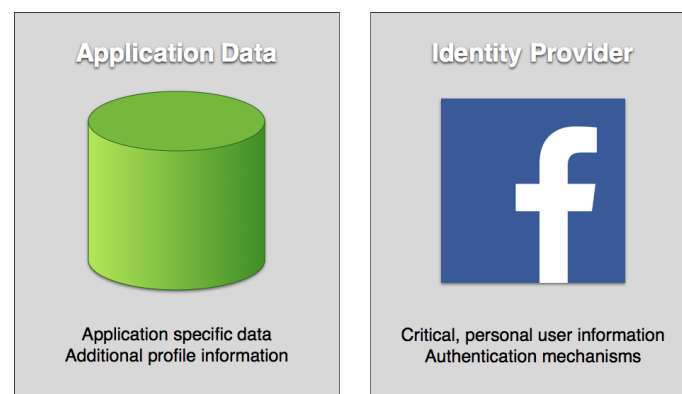 Application Data
Application specific data
Additional profile information
Identity Provider
f
Critical, personal user information
Authentication mechanisms